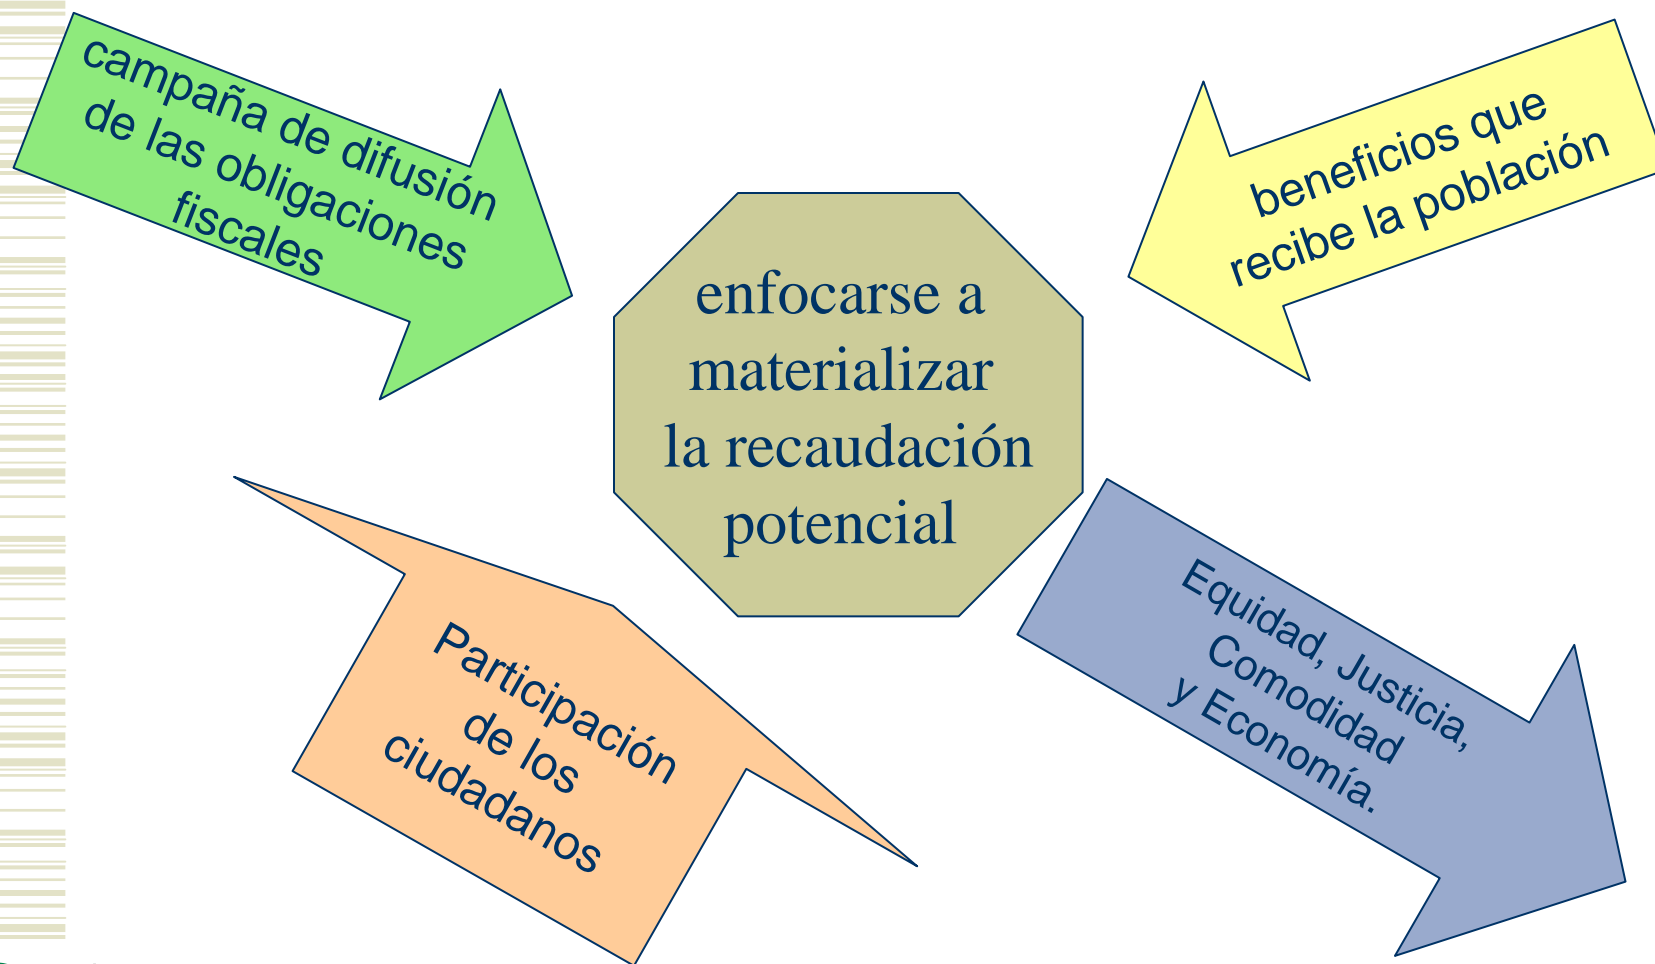 campaña de difusión
de las obligaciones
fiscales
beneficios que
recibe la población
enfocarse a
materializar
la recaudación
potencial
Participación
de los
ciudadanos
Equidad, Justicia,
Comodidad
y Economía.